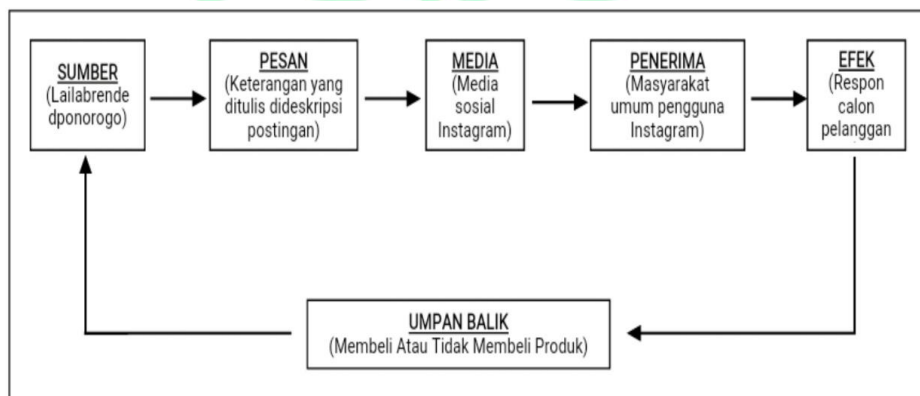 SUMBER
(Lailabrende
dponorogo)
PESAN
(Keterangan yang
ditulis dideskripsi
postingan)
MEDIA
(Media
sosial
Instagram)
PENERIMA
(Masyarakat
umum pengguna
Instagram)
EFEK
(Respon
calon
pelanggan
UMPAN BALIK
(Membeli Atau Tidak Membeli Produk)